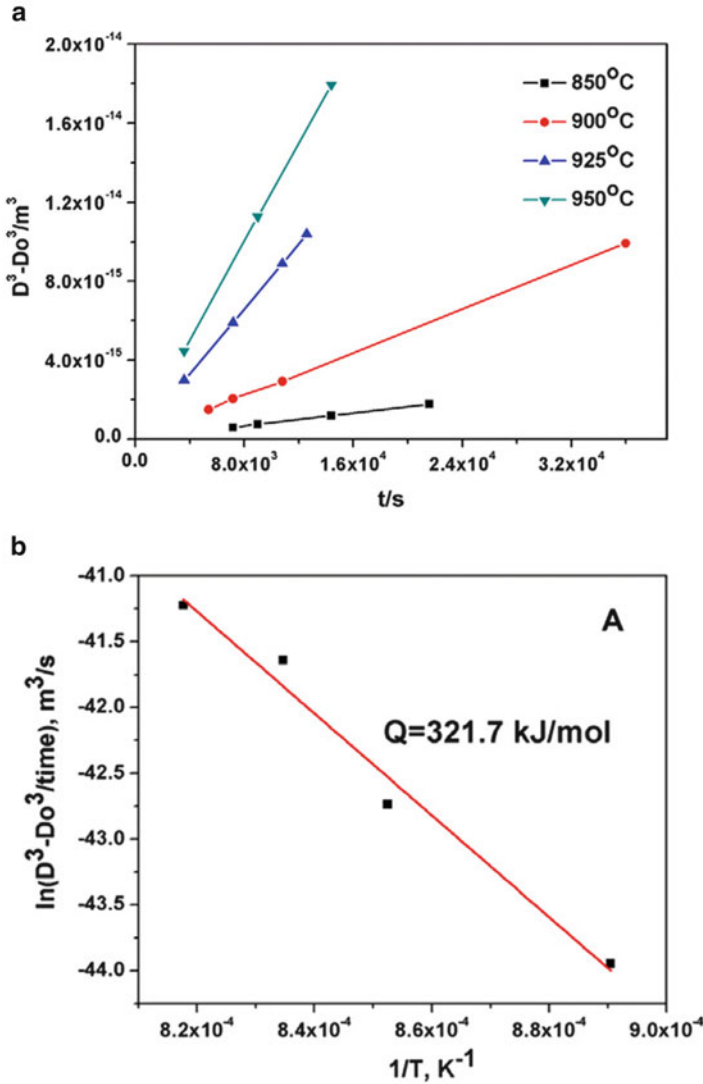 a
2.0x10⁻¹⁴
1.6x10⁻¹⁴
1.2x10⁻¹⁴
8.0x10⁻¹⁵
4.0x10⁻¹⁵
0.0
D³-Do³/m³
850°C
900°C
925°C
950°C
0.0 8.0x10³ 1.6x10⁴ 2.4x10⁴ 3.2x10⁴
t/s
b
-41.0
-41.5
-42.0
-42.5
-43.0
-43.5
-44.0
ln(D³-Do³/time), m³/s
A
Q=321.7 kJ/mol
8.2x10⁻⁴ 8.4x10⁻⁴ 8.6x10⁻⁴ 8.8x10⁻⁴ 9.0x10⁻⁴
1/T, K⁻¹